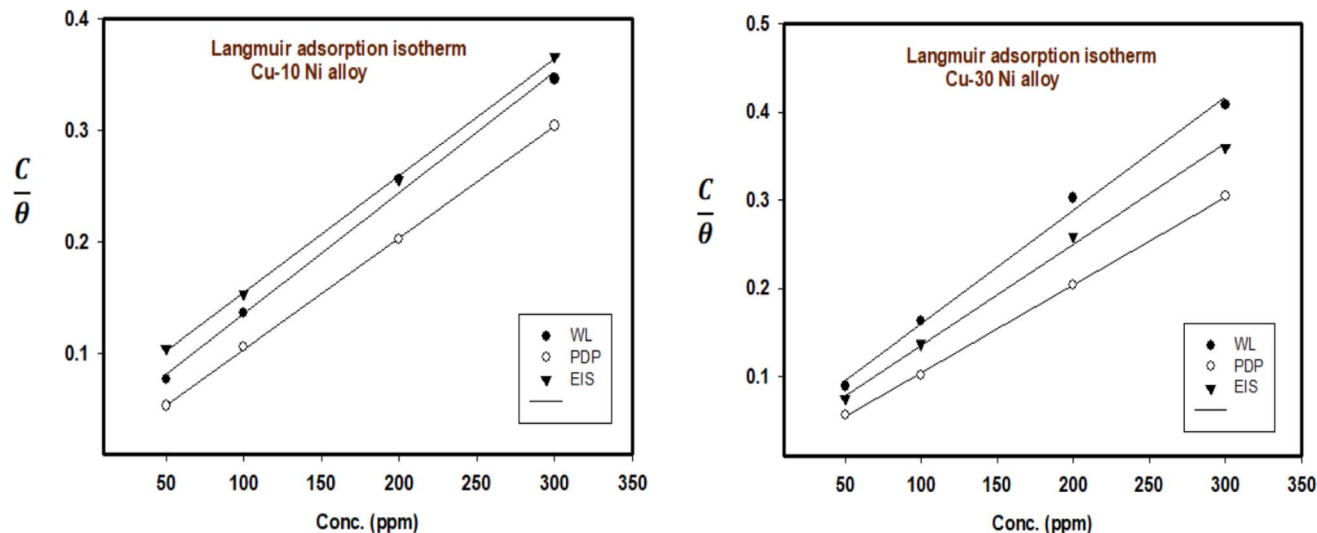 Langmuir adsorption isotherm
Cu-10 Ni alloy
C
θ
0.4
0.3
0.2
0.1
WL
PDP
EIS
50 100 150 200 250 300 350
Conc. (ppm)
Langmuir adsorption isotherm
Cu-30 Ni alloy
C
θ
0.5
0.4
0.3
0.2
0.1
WL
PDP
EIS
50 100 150 200 250 300 350
Conc. (ppm)